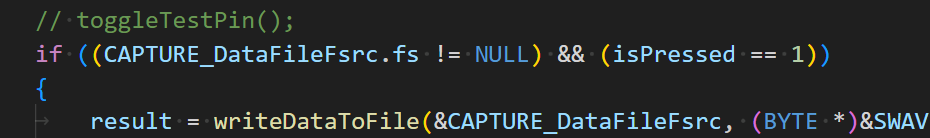 // toggleTestPin();
if ((CAPTURE_DataFileFsrc.fs != NULL) && (isPressed == 1))
{
result = writeDataToFile(&CAPTURE_DataFileFsrc, (BYTE *)&SWAV